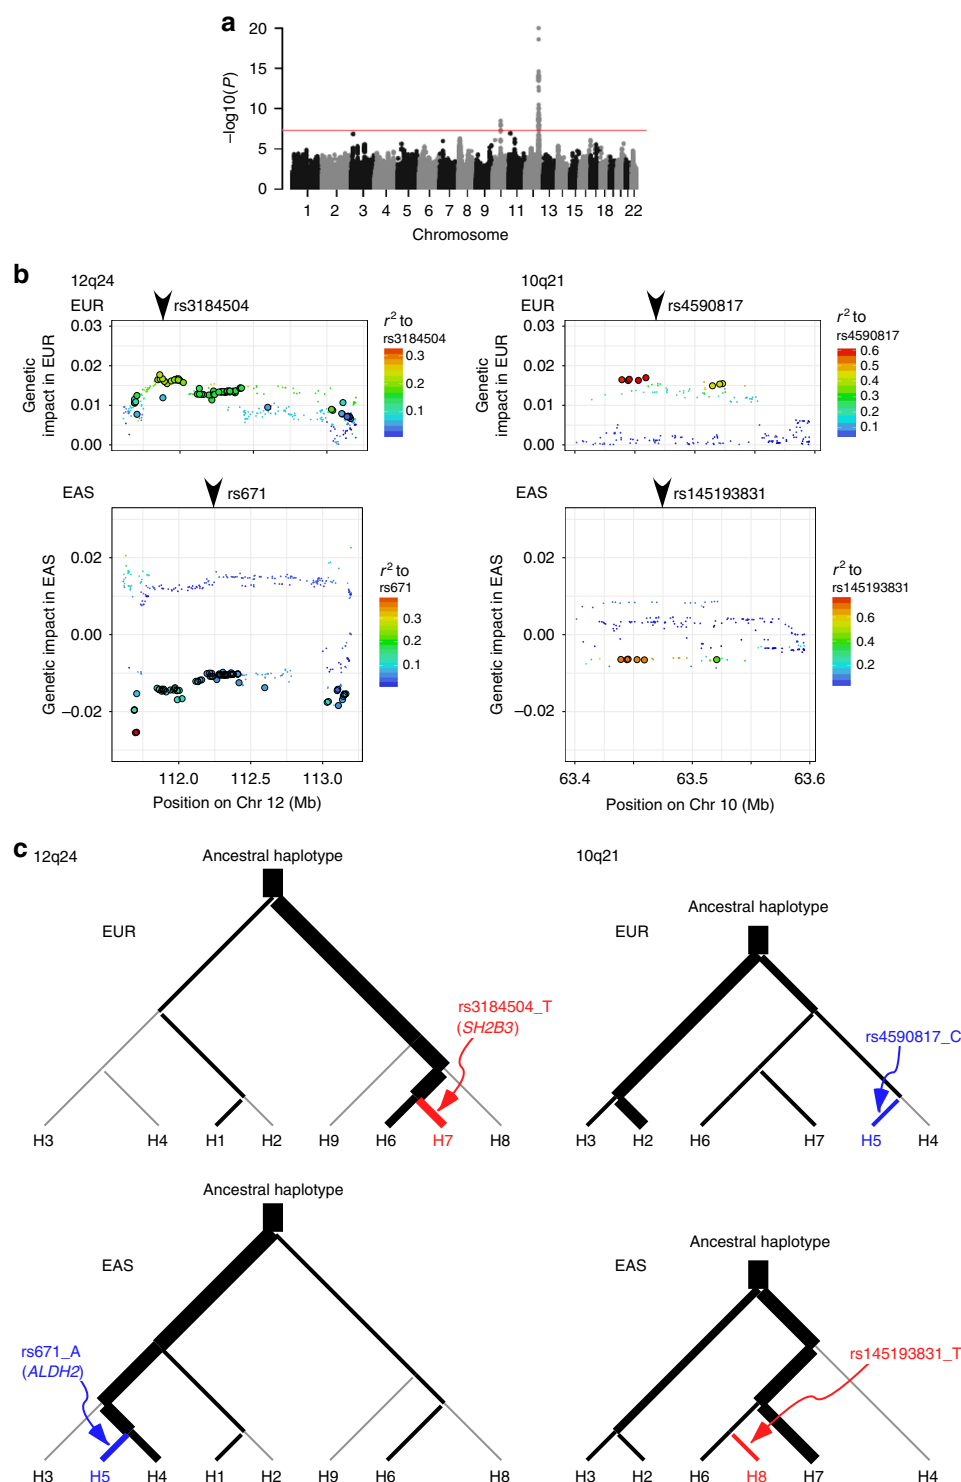 a
20
15
10
5
0
−log10(P)
1 2 3 4 5 6 7 8 9 11 13 15 18 22
Chromosome
b
12q24
EUR
rs3184504
0.03
0.02
0.01
0.00
Genetic impact in EUR
r² to
rs3184504
0.3
0.2
0.1
10q21
EUR
rs4590817
0.03
0.02
0.01
0.00
Genetic impact in EUR
r² to
rs4590817
0.6
0.5
0.4
0.3
0.2
0.1
EAS
rs671
0.02
0.00
−0.02
Genetic impact in EAS
r² to
rs671
0.3
0.2
0.1
112.0 112.5 113.0
Position on Chr 12 (Mb)
EAS
rs145193831
0.02
0.00
−0.02
Genetic impact in EAS
r² to
rs145193831
0.6
0.4
0.2
63.4 63.5 63.6
Position on Chr 10 (Mb)
c
12q24
Ancestral haplotype
EUR
rs3184504_T
(SH2B3)
H3 H4 H1 H2 H9 H6 H7 H8
10q21
Ancestral haplotype
EUR
rs4590817_C
H3 H2 H6 H7 H5 H4
Ancestral haplotype
EAS
rs671_A
(ALDH2)
H3 H5 H4 H1 H2 H9 H6 H8
Ancestral haplotype
EAS
rs145193831_T
H3 H2 H6 H8 H7 H4